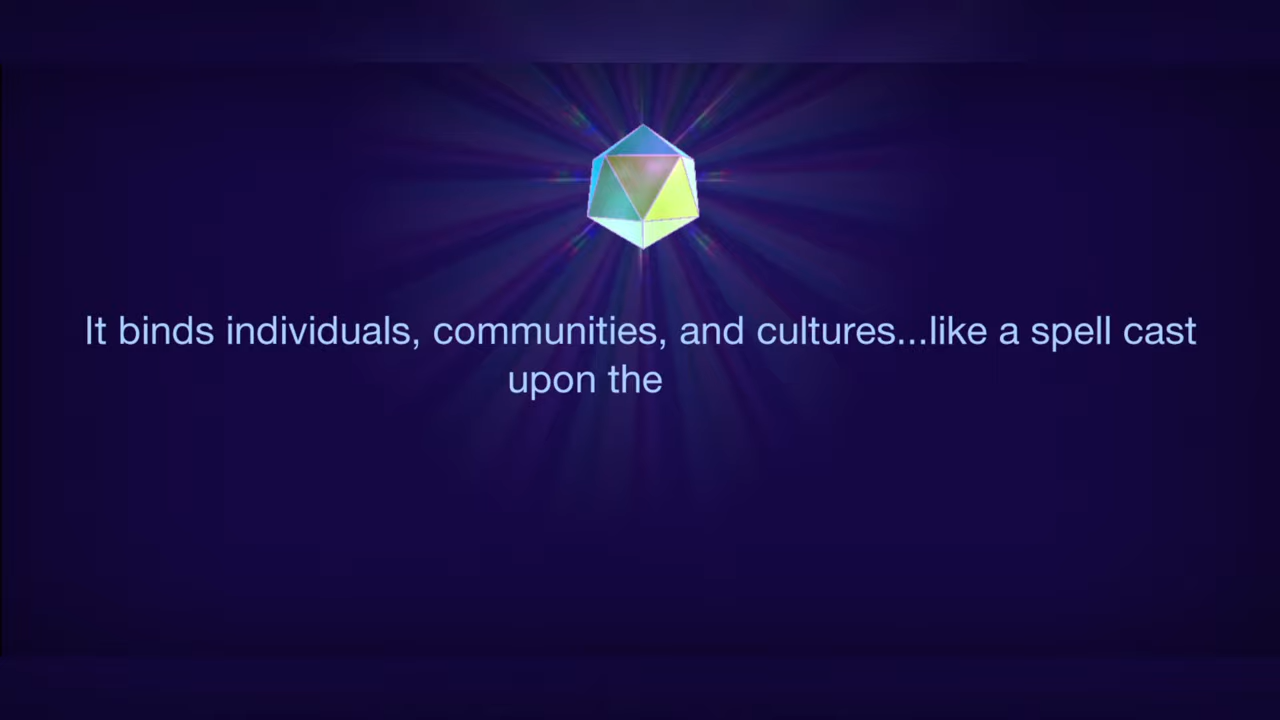 It binds individuals, communities, and cultures...like a spell cast
upon the